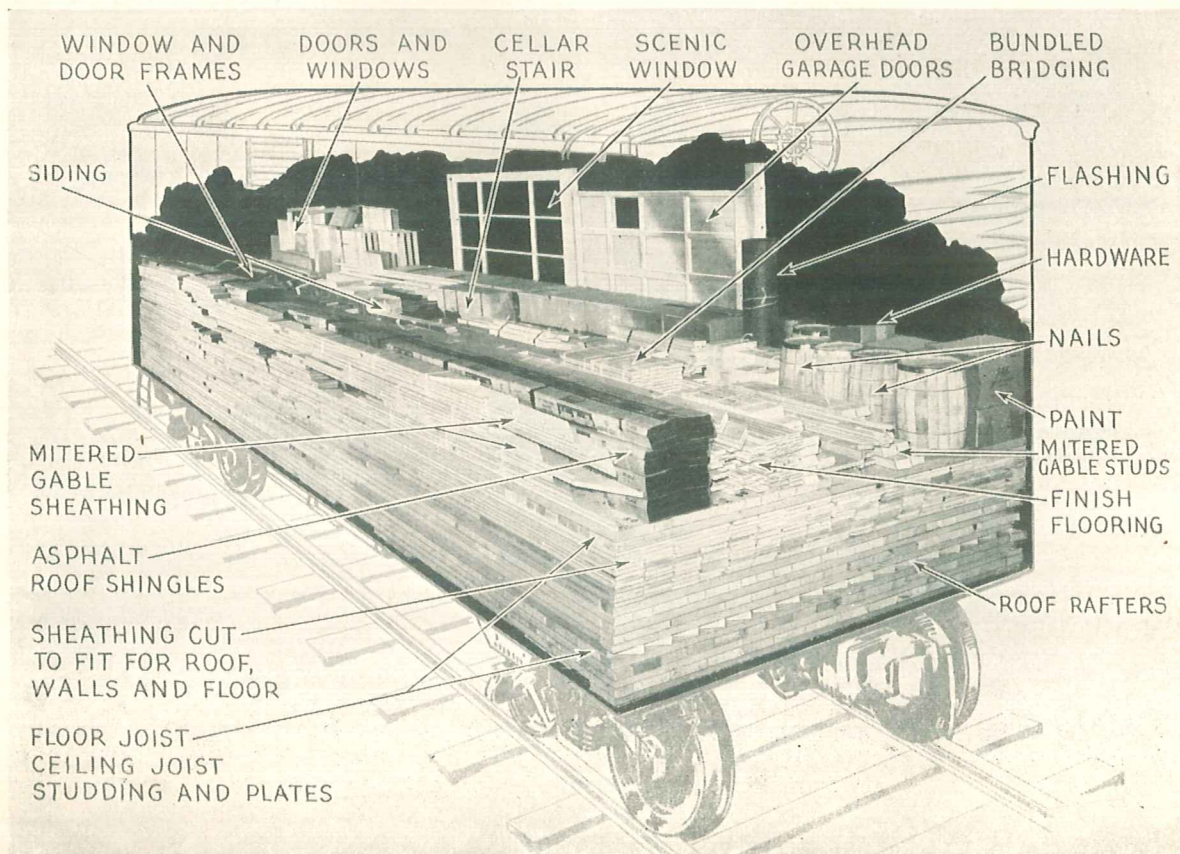 WINDOW AND
DOOR FRAMES
DOORS AND
WINDOWS
CELLAR
STAIR
SCENIC
WINDOW
OVERHEAD
GARAGE DOORS
BUNDLED
BRIDGING
SIDING
FLASHING
HARDWARE
NAILS
PAINT
MITERED
GABLE STUDS
FINISH
FLOORING
ROOF RAFTERS
MITERED
GABLE
SHEATHING
ASPHALT
ROOF SHINGLES
SHEATHING CUT
TO FIT FOR ROOF,
WALLS AND FLOOR
FLOOR JOIST
CEILING JOIST
STUDDING AND PLATES